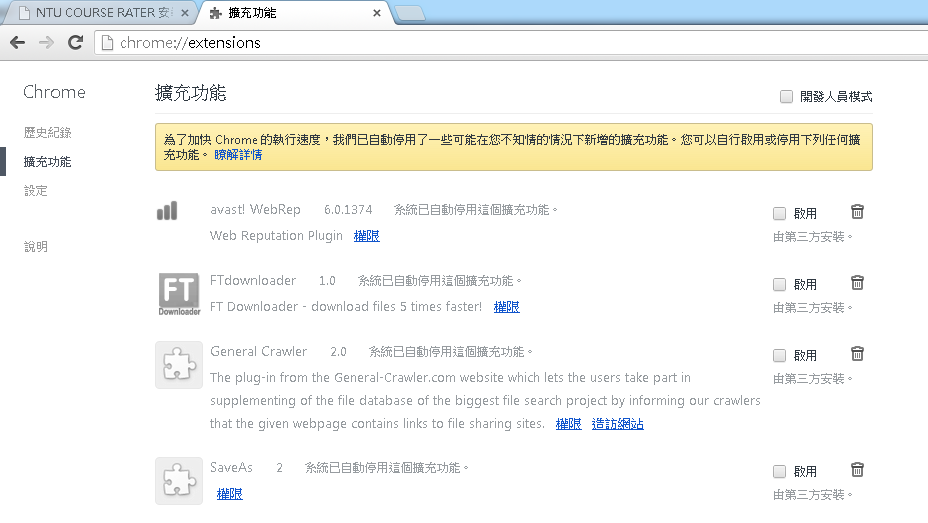 NTU COURSE RATER 安
擴充功能
chrome://extensions
Chrome
擴充功能
開發人員模式
歷史紀錄
擴充功能
設定
說明
為了加快 Chrome 的執行速度，我們已自動停用了一些可能在您不知情的情況下新增的擴充功能。您可以自行啟用或停用下列任何擴
充功能。瞭解詳情
avast! WebRep 6.0.1374 系統已自動停用這個擴充功能。
啟用
Web Reputation Plugin 權限
由第三方安裝。
FTdownloader 1.0 系統已自動停用這個擴充功能。
啟用
FT
Downloader
FT Downloader - download files 5 times faster! 權限
由第三方安裝。
General Crawler 2.0 系統已自動停用這個擴充功能。
啟用
The plug-in from the General-Crawler.com website which lets the users take part in
由第三方安裝。
supplementing of the file database of the biggest file search project by informing our crawlers
that the given webpage contains links to file sharing sites. 權限 造訪網站
SaveAs 2 系統已自動停用這個擴充功能。
啟用
權限
由第三方安裝。